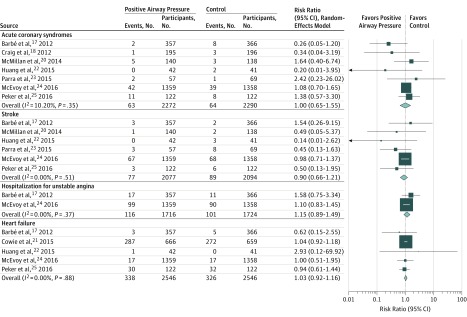 Positive Airway Pressure Control
Source Events, No. Participants, No. Events, No. Participants, No. Risk Ratio (95% CI), Random-Effects Model Favors Positive Airway Pressure Favors Control
Acute coronary syndromes
Barbé et al,17 2012 2 357 8 366 0.26 (0.05-1.20)
Craig et al,18 2012 1 195 3 196 0.34 (0.04-3.19)
McMillan et al,20 2014 5 140 3 138 1.64 (0.40-6.74)
Huang et al,22 2015 0 42 2 41 0.20 (0.01-3.95)
Parra et al,23 2015 2 57 1 69 2.42 (0.23-26.02)
McEvoy et al,24 2016 42 1359 39 1358 1.08 (0.70-1.65)
Peker et al,25 2016 11 122 8 122 1.38 (0.57-3.30)
Overall (I2=10.20%, P=.35) 63 2272 64 2290 1.00 (0.65-1.55)
Stroke
Barbé et al,17 2012 3 357 2 366 1.54 (0.26-9.15)
McMillan et al,20 2014 1 140 2 138 0.49 (0.05-5.37)
Huang et al,22 2015 0 42 3 41 0.14 (0.01-2.62)
Parra et al,23 2015 3 57 8 69 0.45 (0.13-1.63)
McEvoy et al,24 2016 67 1359 68 1358 0.98 (0.71-1.37)
Peker et al,25 2016 3 122 6 122 0.50 (0.13-1.95)
Overall (I2=0.00%, P=.51) 77 2077 89 2094 0.90 (0.66-1.21)
Hospitalization for unstable angina
Barbé et al,17 2012 17 357 11 366 1.58 (0.75-3.34)
McEvoy et al,24 2016 99 1359 90 1358 1.10 (0.83-1.45)
Overall (I2=0.00%, P=.37) 116 1716 101 1724 1.15 (0.89-1.49)
Heart failure
Barbé et al,17 2012 3 357 5 366 0.62 (0.15-2.55)
Cowie et al,21 2015 287 666 272 659 1.04 (0.92-1.18)
Huang et al,22 2015 1 42 0 41 2.93 (0.12-69.92)
McEvoy et al,24 2016 17 1359 17 1358 1.00 (0.51-1.95)
Peker et al,25 2016 30 122 32 122 0.94 (0.61-1.44)
Overall (I2=0.00%, P=.88) 338 2546 326 2546 1.03 (0.92-1.16)
0.01 0.1 1.0 10 100
Risk Ratio (95% CI)